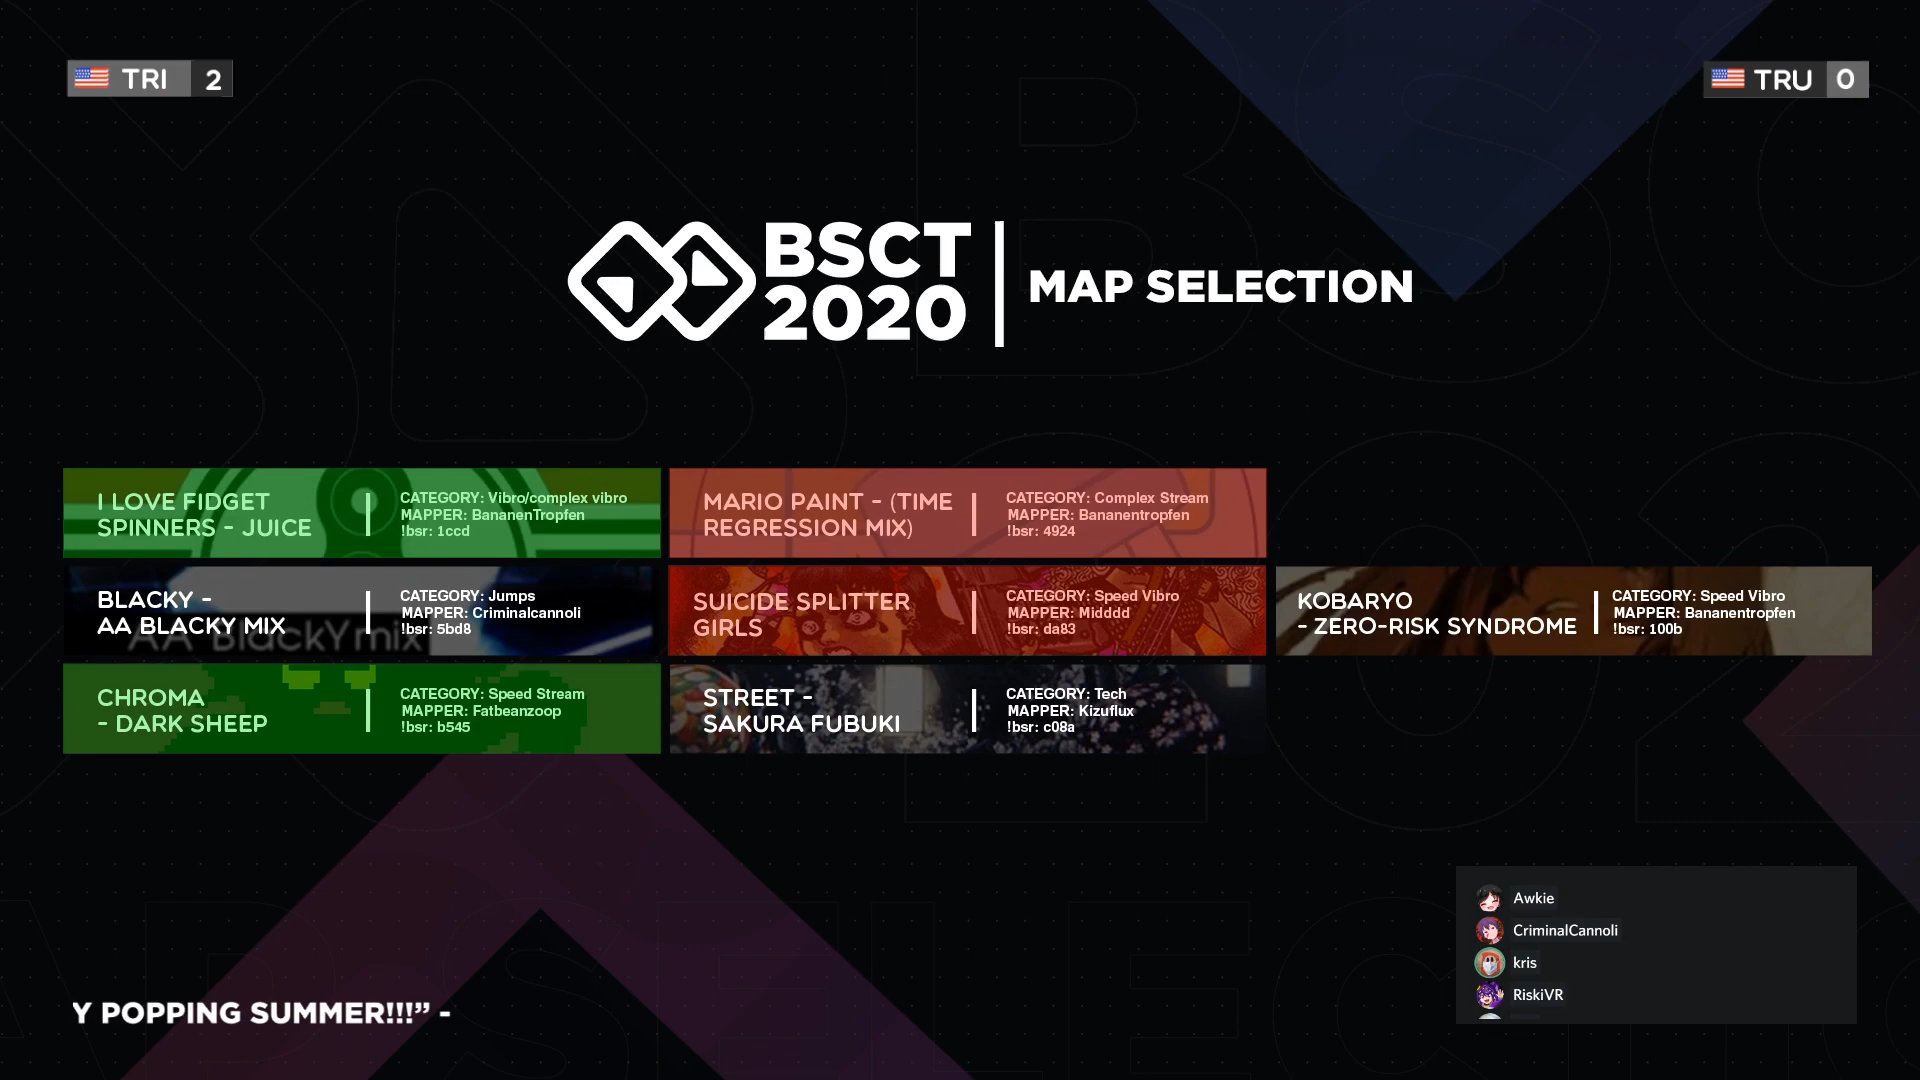 TRI 2
TRU 0
BSCT
2020
MAP SELECTION
I LOVE FIDGET
SPINNERS - JUICE
CATEGORY: Vibro/complex vibro
MAPPER: BananenTropfen
!bsr: 1ccd
MARIO PAINT - (TIME
REGRESSION MIX)
CATEGORY: Complex Stream
MAPPER: Bananentropfen
!bsr: 4924
BLACKY -
AA BLACKY MIX
AA BlackY mix
CATEGORY: Jumps
MAPPER: Criminalcannoli
!bsr: 5bd8
SUICIDE SPLITTER
GIRLS
CATEGORY: Speed Vibro
MAPPER: Midddd
!bsr: da83
KOBARYO
- ZERO-RISK SYNDROME
CATEGORY: Speed Vibro
MAPPER: Bananentropfen
!bsr: 100b
CHROMA
- DARK SHEEP
CATEGORY: Speed Stream
MAPPER: Fatbeanzoop
!bsr: b545
STREET -
SAKURA FUBUKI
CATEGORY: Tech
MAPPER: Kizuflux
!bsr: c08a
Awkie
CriminalCannoli
kris
RiskiVR
Y POPPING SUMMER!!!” -